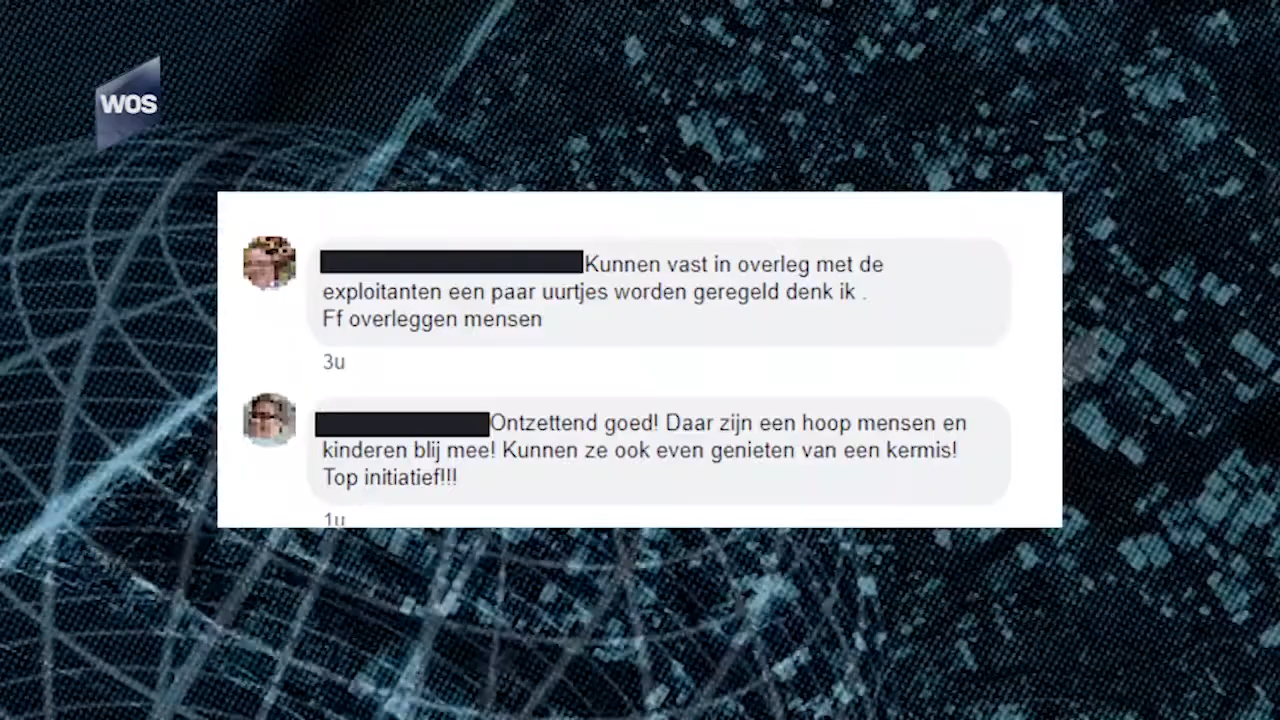 WOS
Kunnen vast in overleg met de
exploitanten een paar uurtjes worden geregeld denk ik .
Ff overleggen mensen
3u
Ontzettend goed! Daar zijn een hoop mensen en
kinderen blij mee! Kunnen ze ook even genieten van een kermis!
Top initiatief!!!
1u